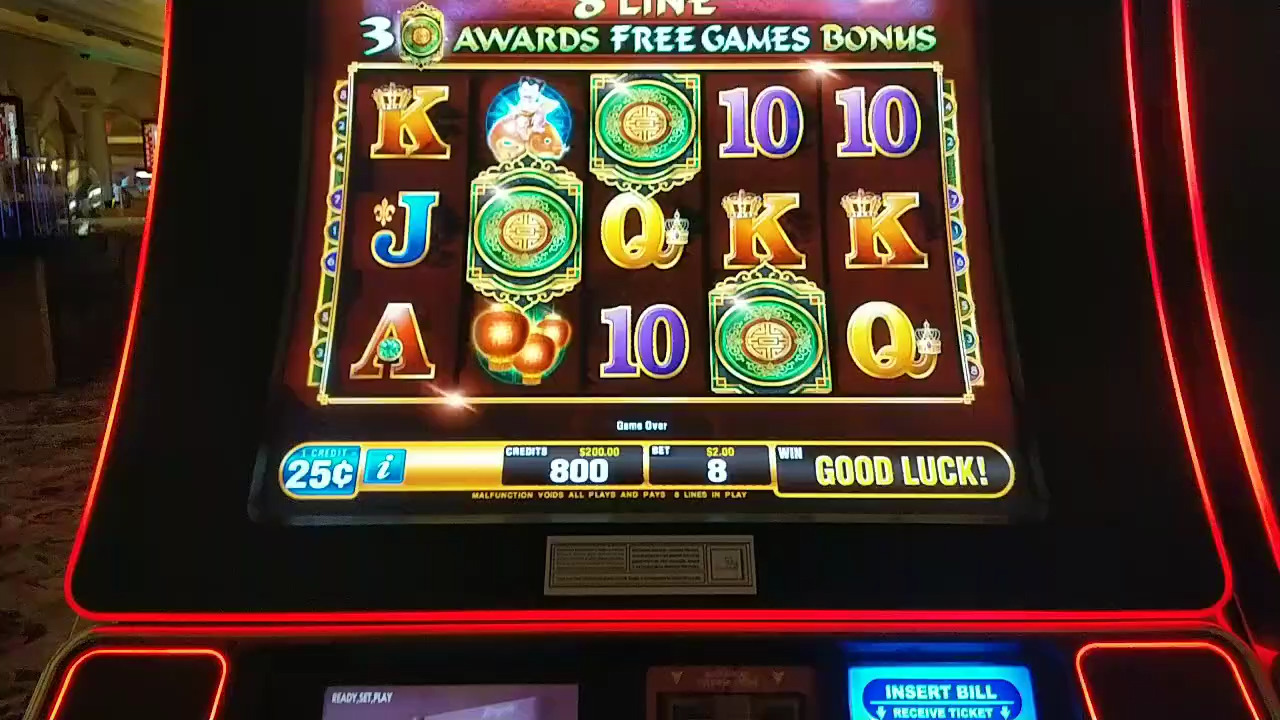 8 LINE
3 AWARDS FREE GAMES BONUS
K 10 10
J Q K K
A 10 Q
Game Over
1 CREDIT
25¢
i
CREDITS $200.00
800
BET $2.00
8
WIN GOOD LUCK!
MALFUNCTION VOIDS ALL PLAYS AND PAYS 8 LINES IN PLAY
READY,SET,PLAY
INSERT BILL
RECEIVE TICKET